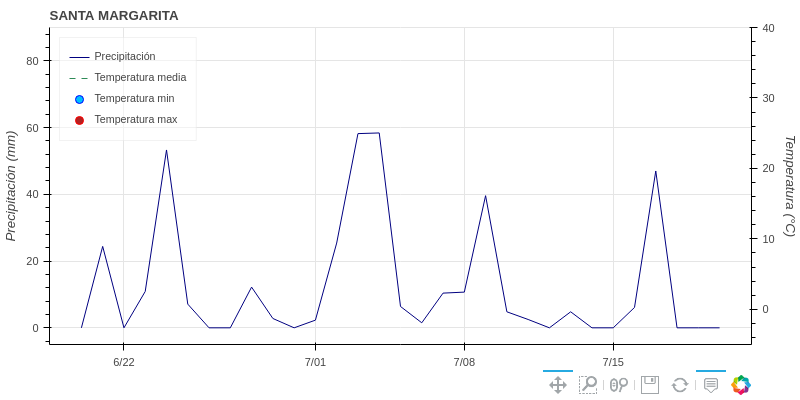 SANTA MARGARITA
Precipitación
Temperatura media
Temperatura min
Temperatura max
Precipitación (mm)
80
60
40
20
0
Temperatura (°C)
40
30
20
10
0
6/22
7/01
7/08
7/15